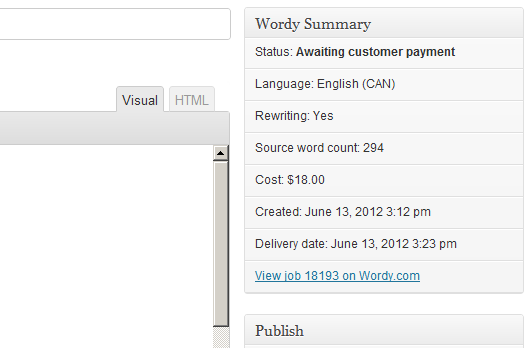 Wordy Summary
Status: Awaiting customer payment
Visual HTML
Language: English (CAN)
Rewriting: Yes
Source word count: 294
Cost: $18.00
Created: June 13, 2012 3:12 pm
Delivery date: June 13, 2012 3:23 pm
View job 18193 on Wordy.com
Publish